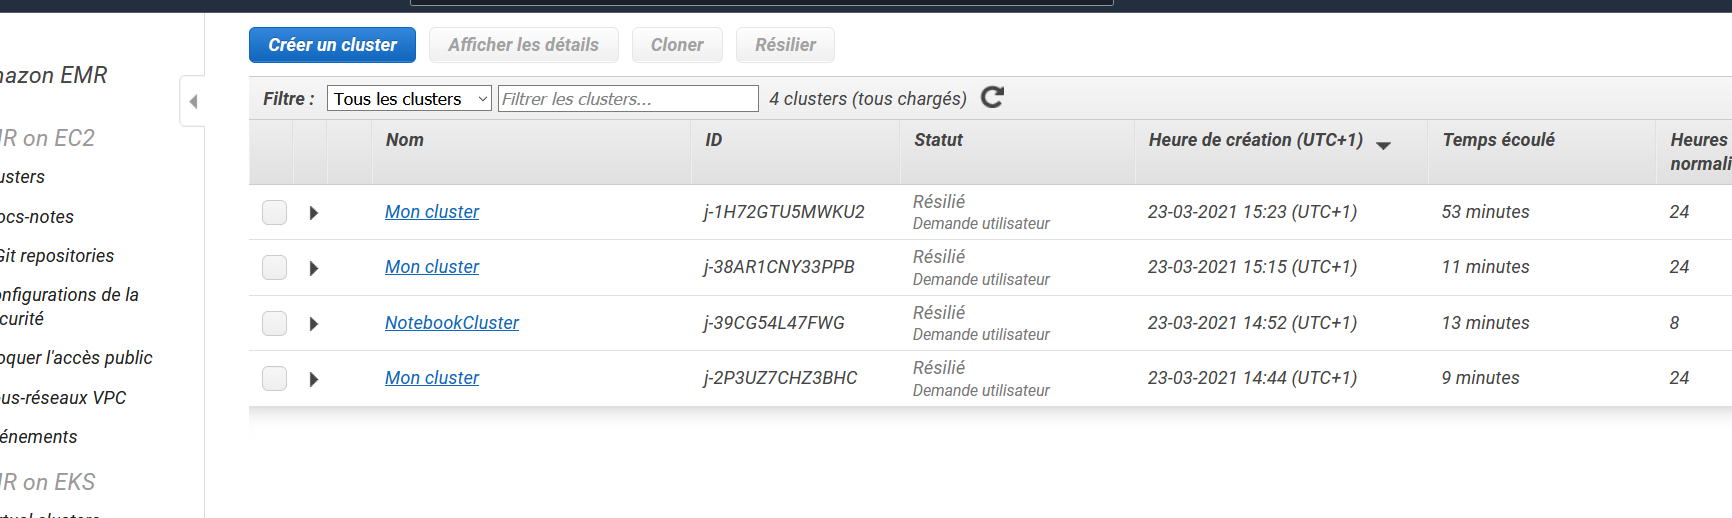 Créer un cluster Afficher les détails Cloner Résilier
mazon EMR
Filtre : Tous les clusters Filtrer les clusters... 4 clusters (tous chargés)
on EC2
Nom ID Statut Heure de création (UTC+1) Temps écoulé Heures
normali
usters
Mon cluster j-1H72GTU5MWKU2 Résilié 23-03-2021 15:23 (UTC+1) 53 minutes 24
Demande utilisateur
ocs-notes
Git repositories
Mon cluster j-38AR1CNY33PPB Résilié 23-03-2021 15:15 (UTC+1) 11 minutes 24
Demande utilisateur
onfigurations de la
curité
NotebookCluster j-39CG54L47FWG Résilié 23-03-2021 14:52 (UTC+1) 13 minutes 8
Demande utilisateur
oquer l'accès public
Mon cluster j-2P3UZ7CHZ3BHC Résilié 23-03-2021 14:44 (UTC+1) 9 minutes 24
Demande utilisateur
ous-réseaux VPC
énements
R on EKS